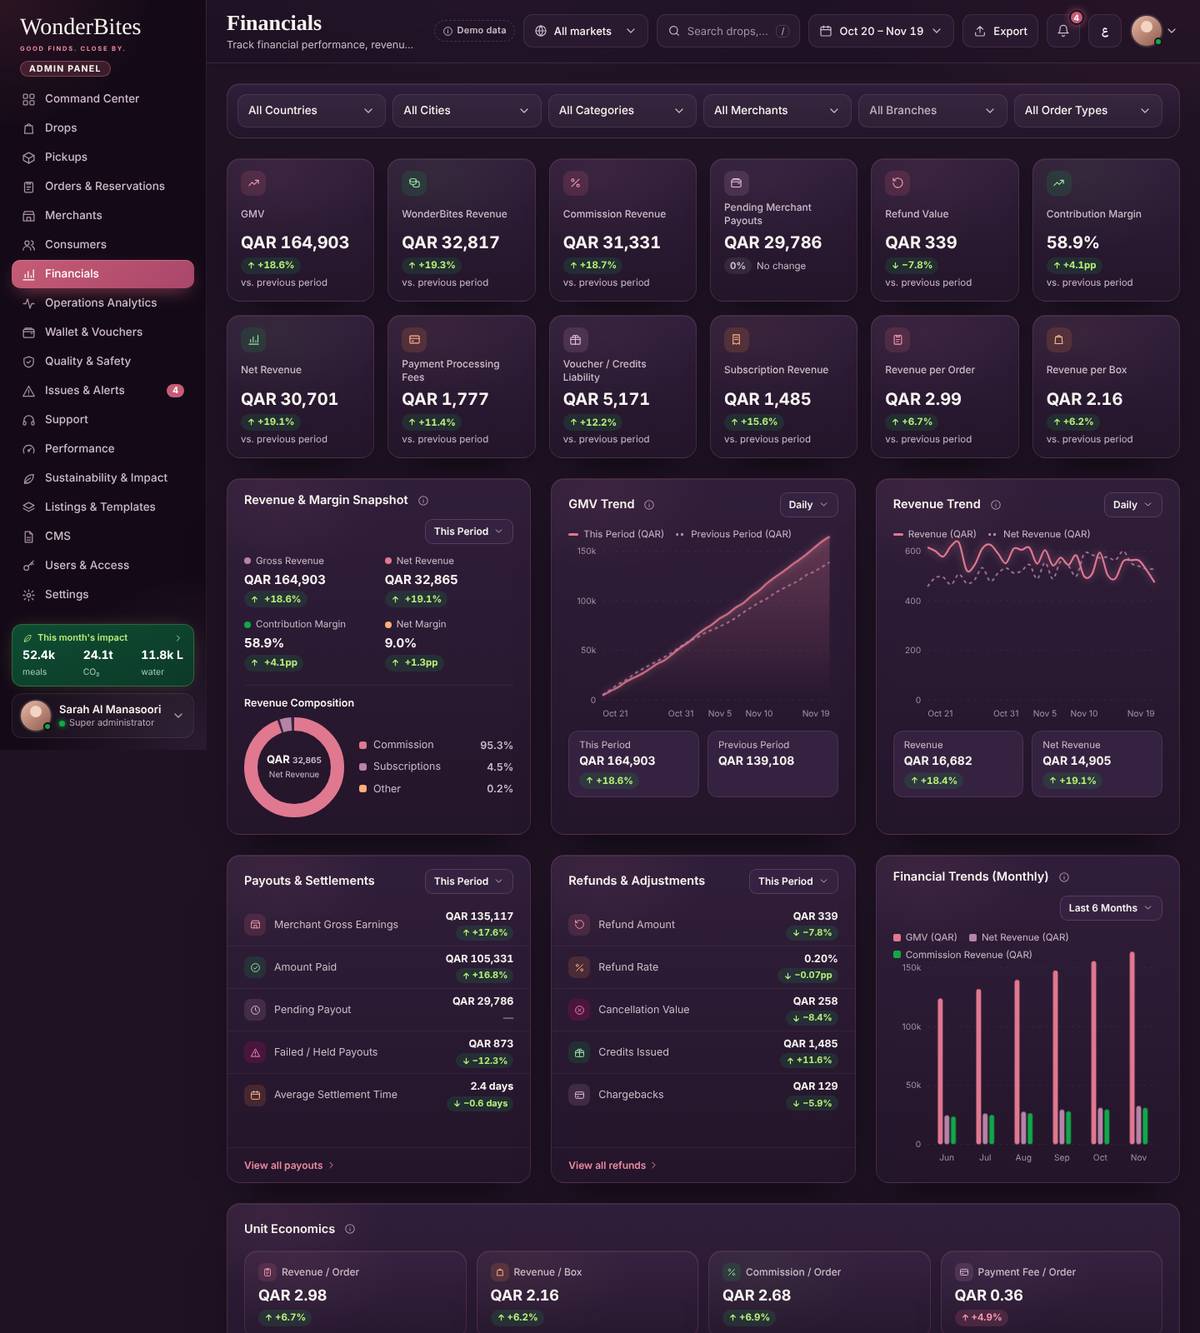 WonderBites
GOOD FINDS. CLOSE BY.
ADMIN PANEL
Command Center
Drops
Pickups
Orders & Reservations
Merchants
Consumers
Financials
Operations Analytics
Wallet & Vouchers
Quality & Safety
Issues & Alerts 4
Support
Performance
Sustainability & Impact
Listings & Templates
CMS
Users & Access
Settings
This month's impact
52.4k 24.1t 11.8k L
meals CO₂ water
Sarah Al Manasoori
Super administrator
Financials
Track financial performance, revenu...
Demo data
All markets
Search drops,... /
Oct 20 – Nov 19
Export
4
ع
All Countries All Cities All Categories All Merchants All Branches All Order Types
GMV
QAR 164,903
↑ +18.6%
vs. previous period
WonderBites Revenue
QAR 32,817
↑ +19.3%
vs. previous period
Commission Revenue
QAR 31,331
↑ +18.7%
vs. previous period
Pending Merchant
Payouts
QAR 29,786
0% No change
Refund Value
QAR 339
↓ −7.8%
vs. previous period
Contribution Margin
58.9%
↑ +4.1pp
vs. previous period
Net Revenue
QAR 30,701
↑ +19.1%
vs. previous period
Payment Processing
Fees
QAR 1,777
↑ +11.4%
vs. previous period
Voucher / Credits
Liability
QAR 5,171
↑ +12.2%
vs. previous period
Subscription Revenue
QAR 1,485
↑ +15.6%
vs. previous period
Revenue per Order
QAR 2.99
↑ +6.7%
vs. previous period
Revenue per Box
QAR 2.16
↑ +6.2%
vs. previous period
Revenue & Margin Snapshot
This Period
Gross Revenue
QAR 164,903
↑ +18.6%
Net Revenue
QAR 32,865
↑ +19.1%
Contribution Margin
58.9%
↑ +4.1pp
Net Margin
9.0%
↑ +1.3pp
Revenue Composition
QAR 32,865
Net Revenue
Commission 95.3%
Subscriptions 4.5%
Other 0.2%
GMV Trend
Daily
This Period (QAR) Previous Period (QAR)
150k
100k
50k
0
Oct 21 Oct 31 Nov 5 Nov 10 Nov 19
This Period
QAR 164,903
↑ +18.6%
Previous Period
QAR 139,108
Revenue Trend
Daily
Revenue (QAR) Net Revenue (QAR)
600
400
200
0
Oct 21 Oct 31 Nov 5 Nov 10 Nov 19
Revenue
QAR 16,682
↑ +18.4%
Net Revenue
QAR 14,905
↑ +19.1%
Payouts & Settlements
This Period
Merchant Gross Earnings QAR 135,117
↑ +17.6%
Amount Paid QAR 105,331
↑ +16.8%
Pending Payout QAR 29,786
—
Failed / Held Payouts QAR 873
↓ −12.3%
Average Settlement Time 2.4 days
↓ −0.6 days
View all payouts
Refunds & Adjustments
This Period
Refund Amount QAR 339
↓ −7.8%
Refund Rate 0.20%
↓ −0.07pp
Cancellation Value QAR 258
↓ −8.4%
Credits Issued QAR 1,485
↑ +11.6%
Chargebacks QAR 129
↓ −5.9%
View all refunds
Financial Trends (Monthly)
Last 6 Months
GMV (QAR) Net Revenue (QAR)
Commission Revenue (QAR)
150k
100k
50k
0
Jun Jul Aug Sep Oct Nov
Unit Economics
Revenue / Order
QAR 2.98
↑ +6.7%
Revenue / Box
QAR 2.16
↑ +6.2%
Commission / Order
QAR 2.68
↑ +6.9%
Payment Fee / Order
QAR 0.36
↑ +4.9%